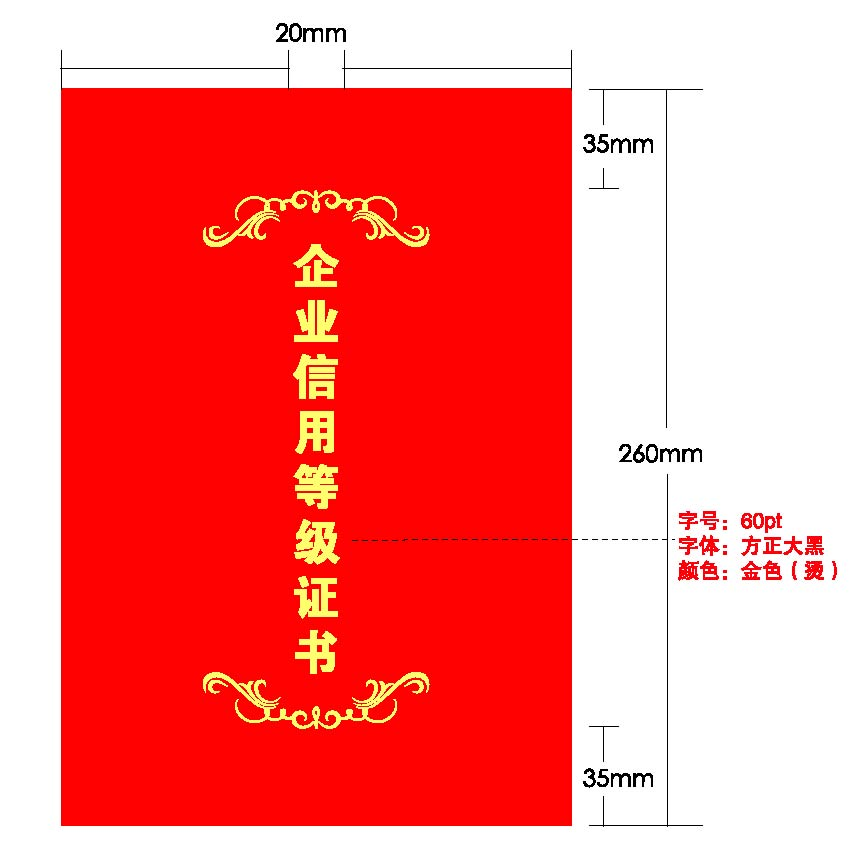 20mm
35mm
企业信用等级证书
260mm
字号：60pt
字体：方正大黑
颜色：金色（烫）
35mm